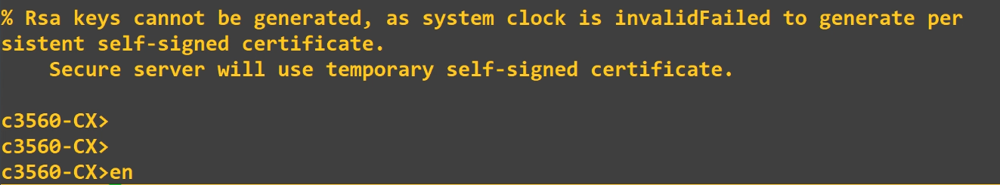 % Rsa keys cannot be generated, as system clock is invalidFailed to generate per
sistent self-signed certificate.
    Secure server will use temporary self-signed certificate.

c3560-CX>
c3560-CX>
c3560-CX>en